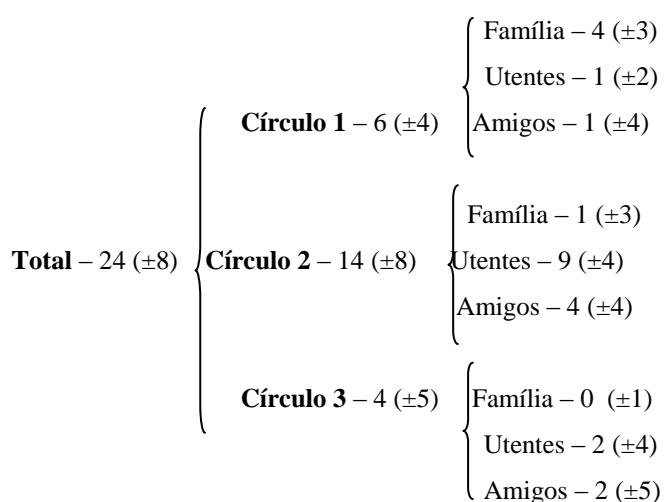 Família – 4 (±3)
Utentes – 1 (±2)
Círculo 1 – 6 (±4)
Amigos – 1 (±4)
Família – 1 (±3)
Total – 24 (±8)
Círculo 2 – 14 (±8)
Utentes – 9 (±4)
Amigos – 4 (±4)
Círculo 3 – 4 (±5)
Família – 0 (±1)
Utentes – 2 (±4)
Amigos – 2 (±5)